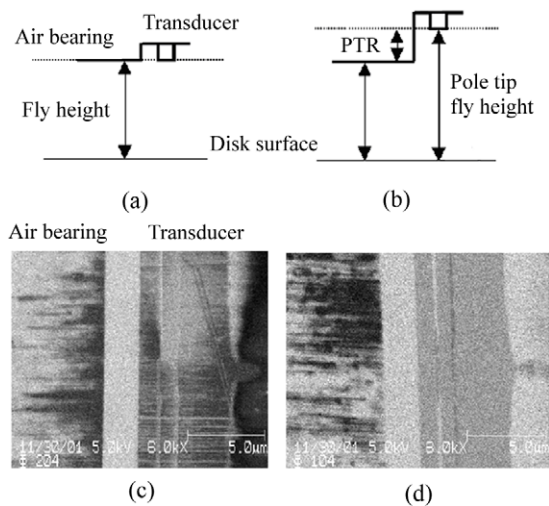 Air bearing Transducer
Fly height
PTR
Pole tip
fly height
Disk surface
(a)
(b)
Air bearing Transducer
11/30/01 5.0kV 8.0kX 5.0µm
204
11/30/01 5.0kV 8.0kX 5.0µm
104
(c)
(d)